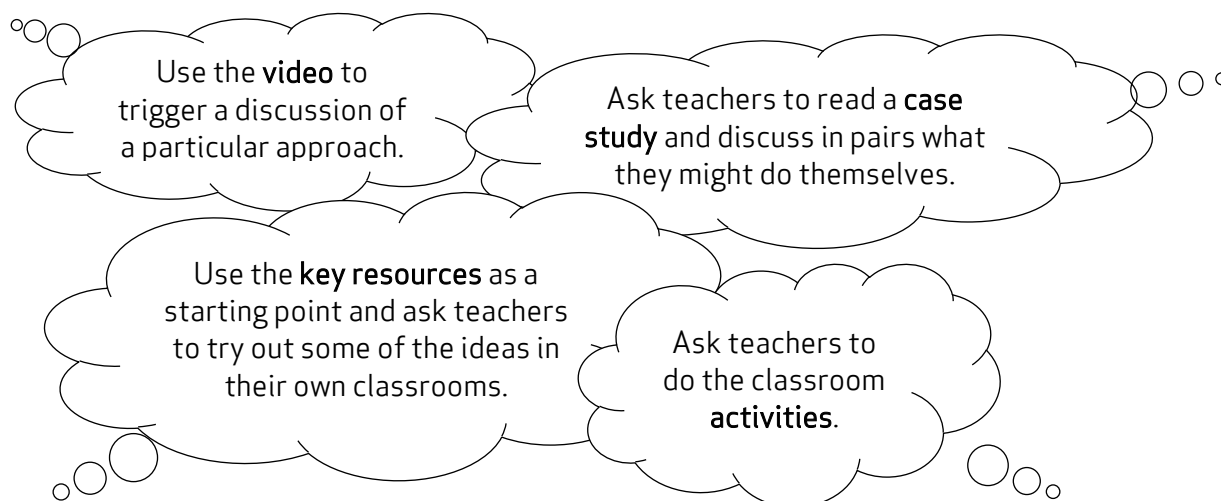 Use the video to
trigger a discussion of
a particular approach.
Ask teachers to read a case
study and discuss in pairs what
they might do themselves.
Use the key resources as a
starting point and ask teachers
to try out some of the ideas in
their own classrooms.
Ask teachers to
do the classroom
activities.